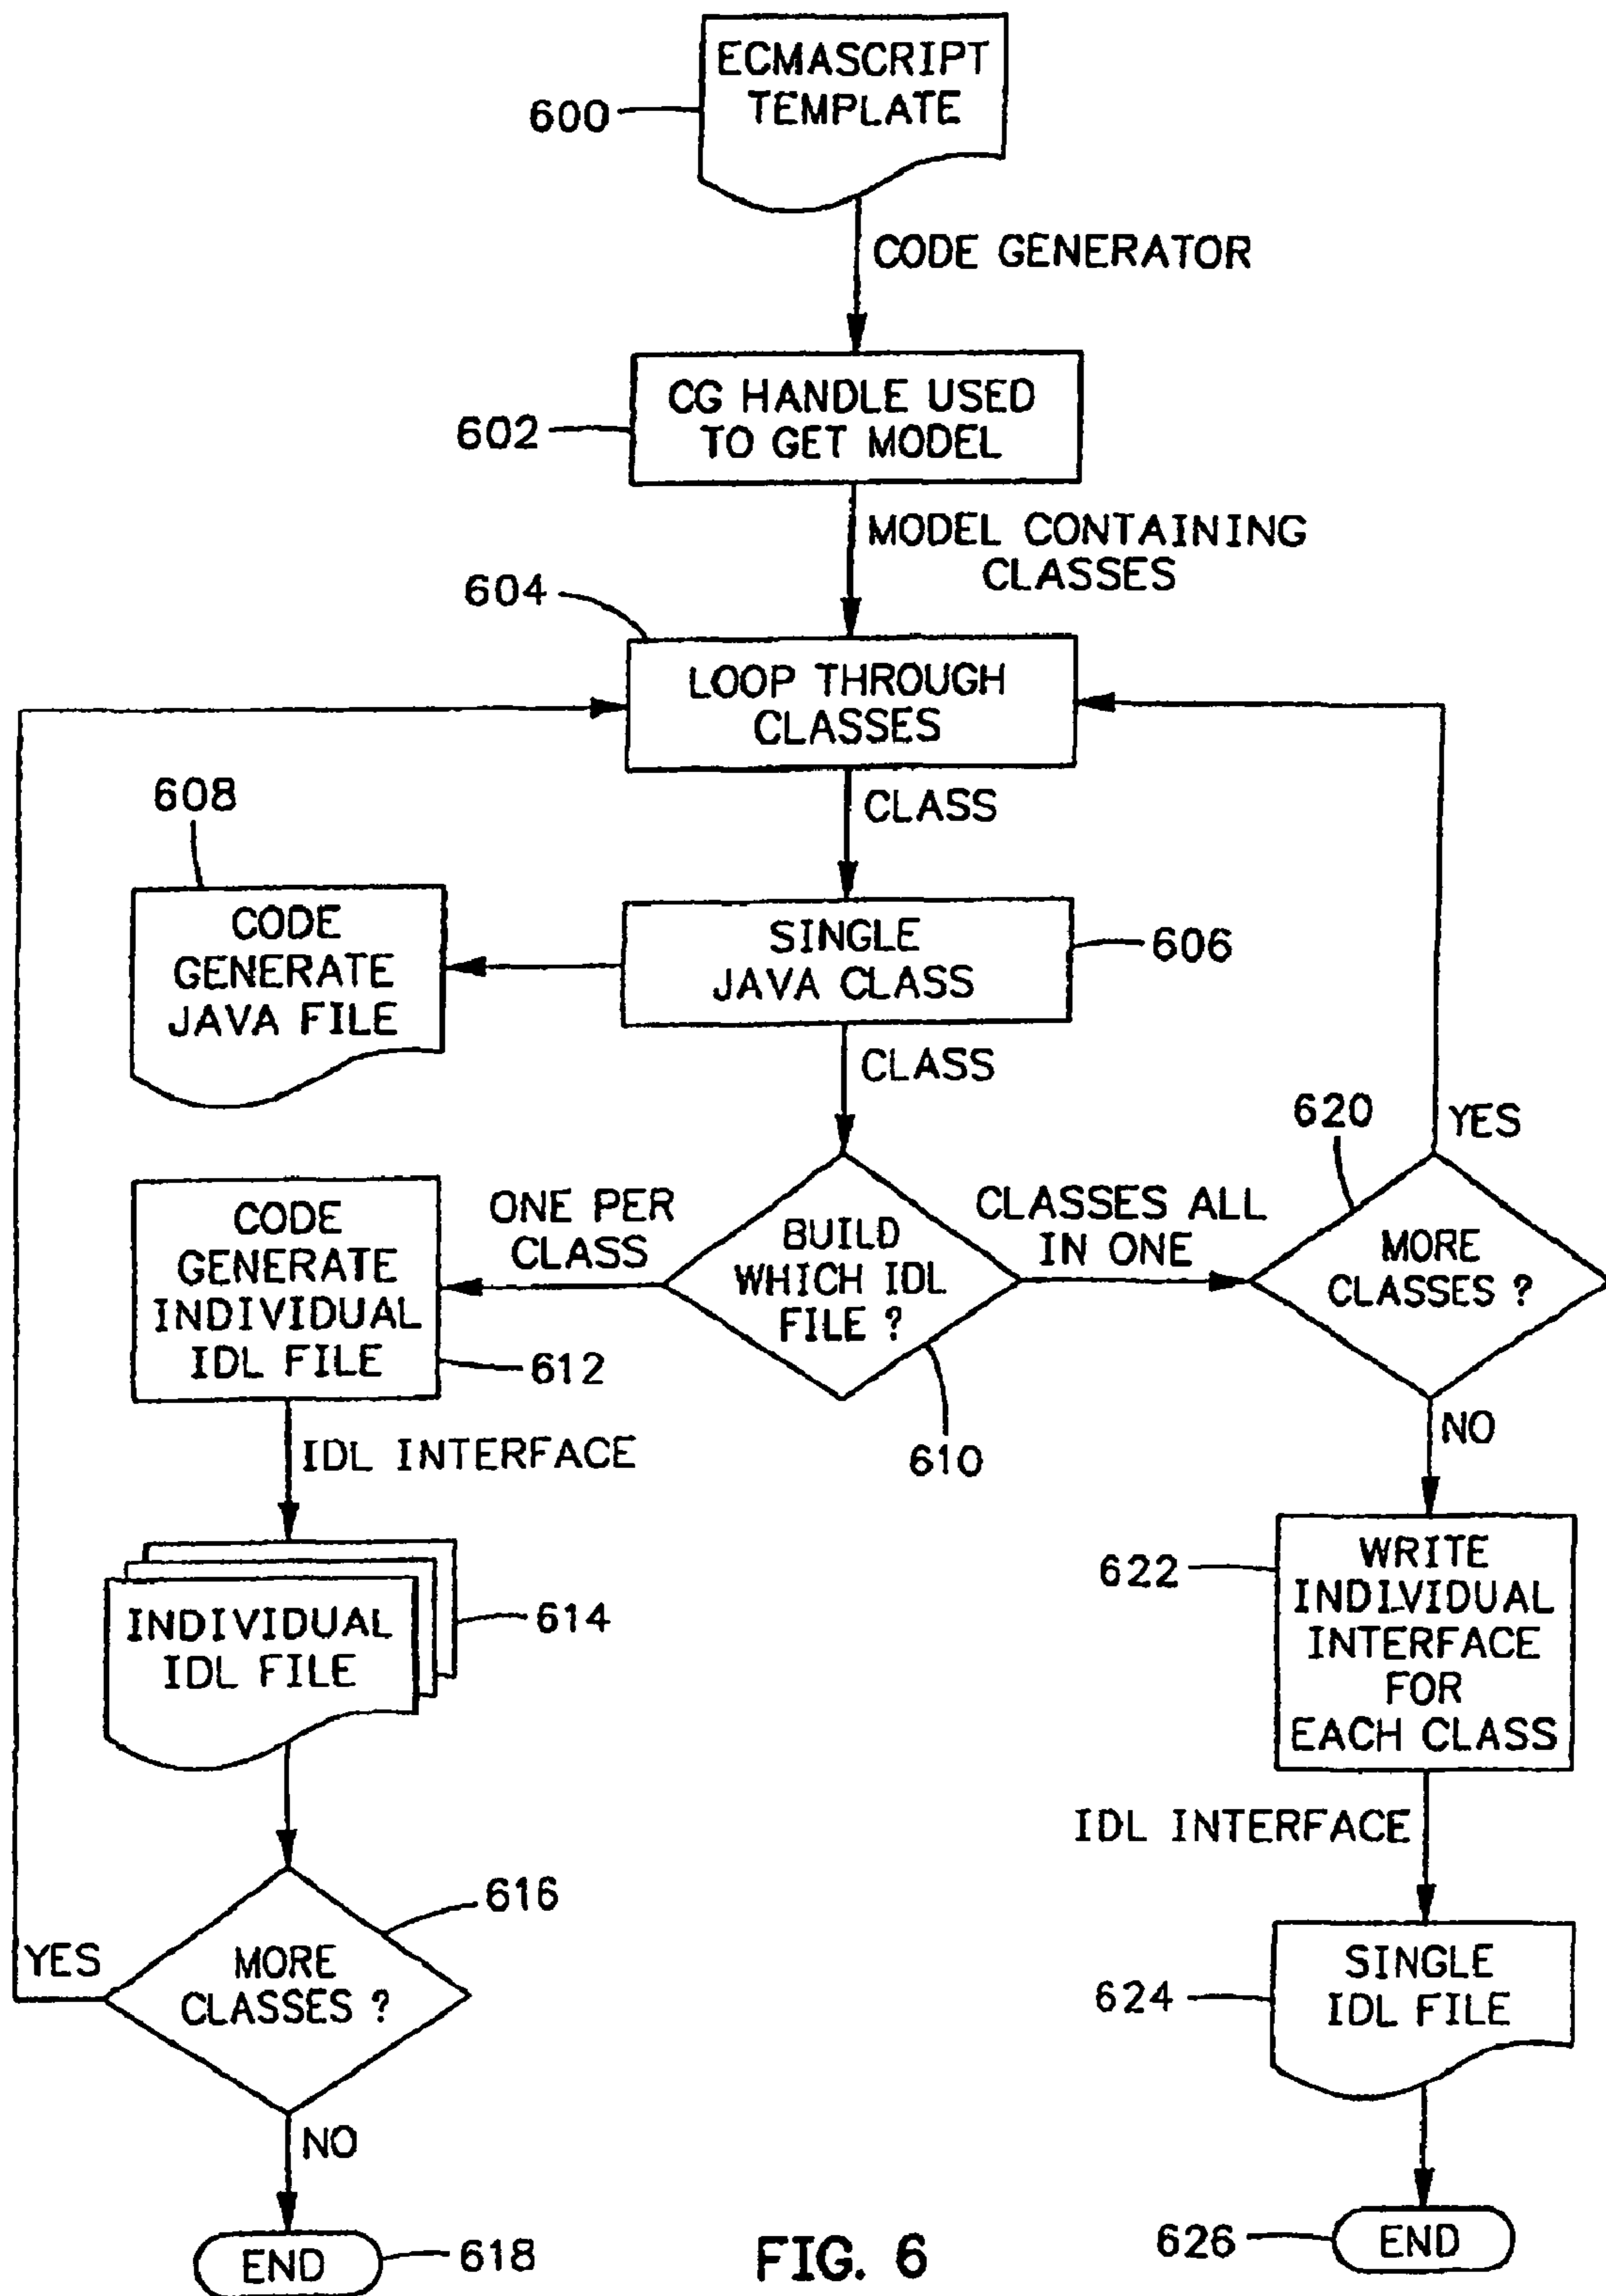 ECMASCRIPT
TEMPLATE
600
CODE GENERATOR
CG HANDLE USED
TO GET MODEL
602
MODEL CONTAINING
CLASSES
604
LOOP THROUGH
CLASSES
CLASS
608
CODE
GENERATE
JAVA FILE
SINGLE
JAVA CLASS
606
CLASS
620
YES
CODE
GENERATE
INDIVIDUAL
IDL FILE
612
ONE PER
CLASS
BUILD
WHICH IDL
FILE ?
610
CLASSES ALL
IN ONE
MORE
CLASSES ?
NO
IDL INTERFACE
INDIVIDUAL
IDL FILE
614
622
WRITE
INDIVIDUAL
INTERFACE
FOR
EACH CLASS
IDL INTERFACE
616
YES
MORE
CLASSES ?
624
SINGLE
IDL FILE
NO
END
618
626
END
FIG. 6